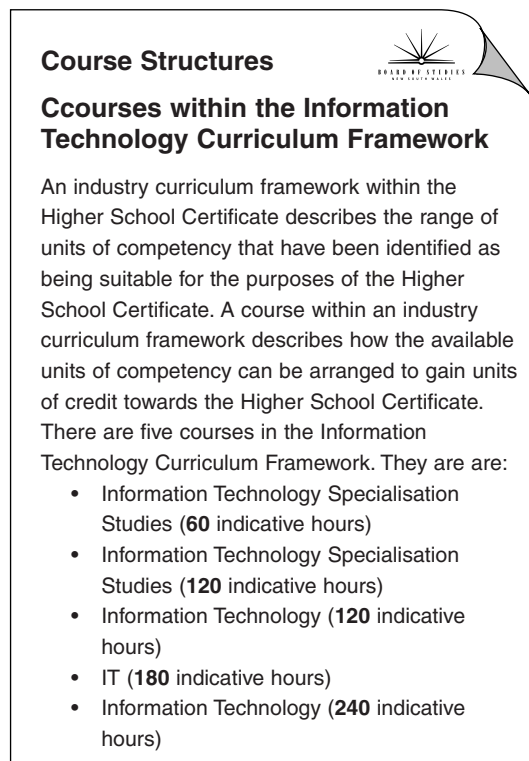 Course Structures
BOARD OF STUDIES
NEW SOUTH WALES
Ccourses within the Information
Technology Curriculum Framework
An industry curriculum framework within the
Higher School Certificate describes the range of
units of competency that have been identified as
being suitable for the purposes of the Higher
School Certificate. A course within an industry
curriculum framework describes how the available
units of competency can be arranged to gain units
of credit towards the Higher School Certificate.
There are five courses in the Information
Technology Curriculum Framework. They are are:
• Information Technology Specialisation
Studies (60 indicative hours)
• Information Technology Specialisation
Studies (120 indicative hours)
• Information Technology (120 indicative
hours)
• IT (180 indicative hours)
• Information Technology (240 indicative
hours)